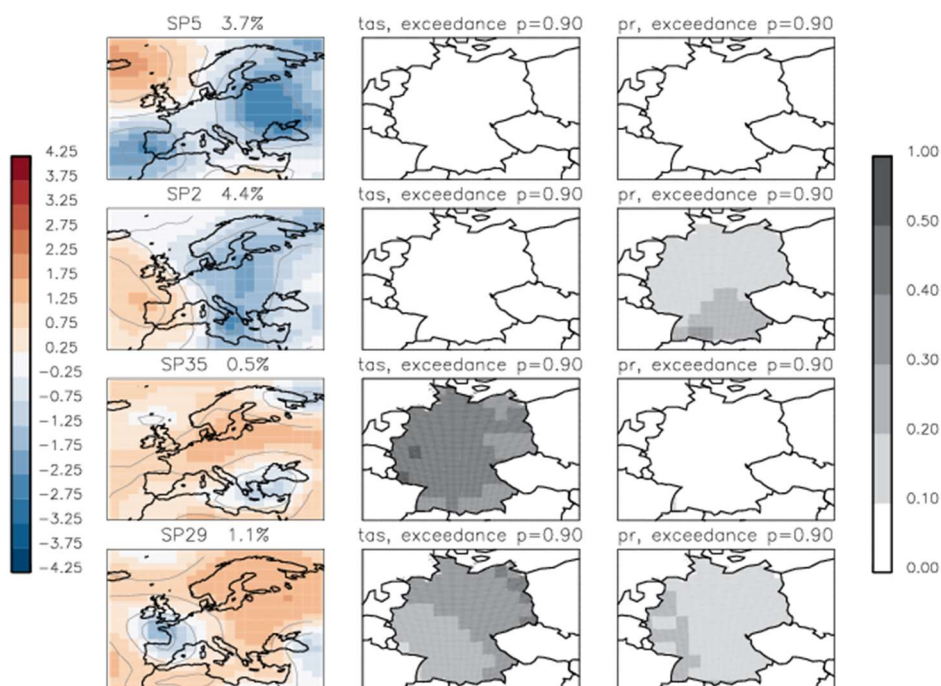 SP5 3.7%
tas, exceedance p=0.90
pr, exceedance p=0.90
SP2 4.4%
tas, exceedance p=0.90
pr, exceedance p=0.90
SP35 0.5%
tas, exceedance p=0.90
pr, exceedance p=0.90
SP29 1.1%
tas, exceedance p=0.90
pr, exceedance p=0.90
4.25
3.75
3.25
2.75
2.25
1.75
1.25
0.75
0.25
-0.25
-0.75
-1.25
-1.75
-2.25
-2.75
-3.25
-3.75
-4.25
1.00
0.50
0.40
0.30
0.20
0.10
0.00